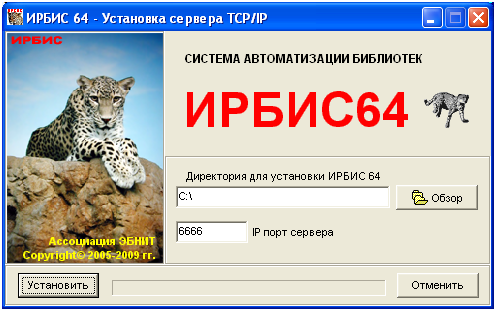 ИРБИС 64 - Установка сервера TCP/IP
ИРБИС
СИСТЕМА АВТОМАТИЗАЦИИ БИБЛИОТЕК
ИРБИС64
Директория для установки ИРБИС 64
C:\
Обзор
6666
IP порт сервера
Ассоциация ЭБНИТ
Copyright© 2005-2009 гг.
Установить
Отменить